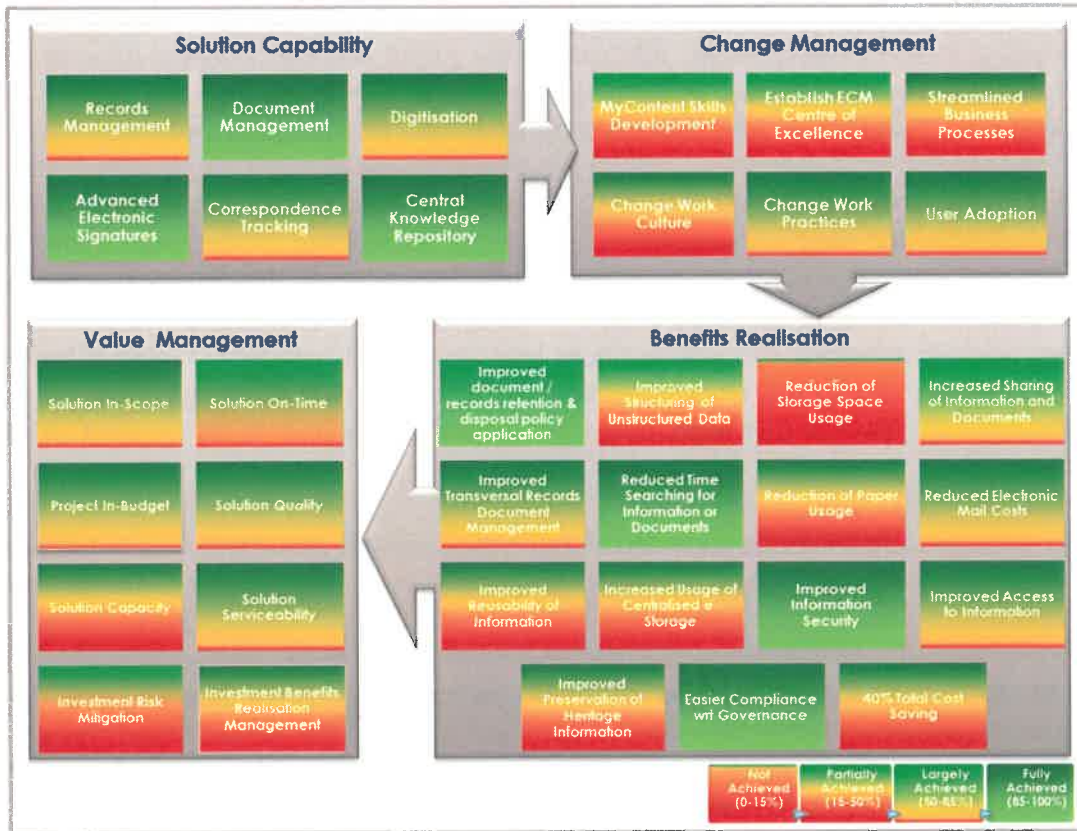 Solution Capability
Records
Management
Document
Management
Digitisation
Advanced
Electronic
Signatures
Correspondence
Tracking
Central
Knowledge
Repository
Change Management
MyContent Skills
Development
Establish ECM
Centre of
Excellence
Streamlined
Business
Processes
Change Work
Culture
Change Work
Practices
User Adoption
Value Management
Solution In-Scope
Solution On-Time
Project In-Budget
Solution Quality
Solution Capacity
Solution
Serviceability
Investment Risk
Mitigation
Investment Benefits
Realisation
Management
Benefits Realisation
Improved
document /
records retention &
disposal policy
application
Improved
Structuring of
Unstructured Data
Reduction of
Storage Space
Usage
Increased Sharing
of Information and
Documents
Improved
Transversal Records
Document
Management
Reduced Time
Searching for
Information or
Documents
Reduction of Paper
Usage
Reduced Electronic
Mail Costs
Improved
Reusability of
Information
Increased Usage of
Centralised e
Storage
Improved
Information
Security
Improved Access
to Information
Improved
Preservation of
Heritage
Information
Easier Compliance
wrt Governance
40% Total Cost
Saving
Not
Achieved
(0-15%)
Partially
Achieved
(15-50%)
Largely
Achieved
(50-85%)
Fully
Achieved
(85-100%)